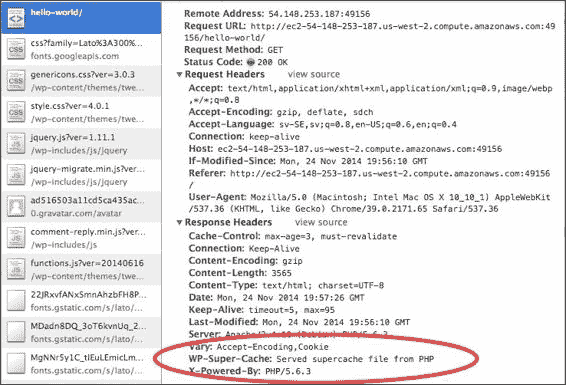 hello-world/
css?family=Lato%3A300%...
fonts.googleapis.com
genericons.css?ver=3.0.3
/wp-content/themes/twe...
style.css?ver=4.0.1
/wp-content/themes/twe...
jquery.js?ver=1.11.1
/wp-includes/js/jquery
jquery-migrate.min.js?v...
/wp-includes/js/jquery
ad516503a11cd5ca435ac...
0.gravatar.com/avatar
comment-reply.min.js?v...
/wp-includes/js
functions.js?ver=20140616
/wp-content/themes/twe...
22JRxvfANxSmnAhzbFH8P...
fonts.gstatic.com/s/lato/...
MDadn8DQ_3oT6kvnUq_2...
fonts.gstatic.com/s/lato/...
MgNNr5y1C_tIEuLEmicLm...
fonts.gstatic.com/s/lato/...
Remote Address: 54.148.253.187:49156
Request URL: http://ec2-54-148-253-187.us-west-2.compute.amazonaws.com:49
156/hello-world/
Request Method: GET
Status Code: 200 OK
Request Headers view source
Accept: text/html,application/xhtml+xml,application/xml;q=0.9,image/webp
,*/*;q=0.8
Accept-Encoding: gzip, deflate, sdch
Accept-Language: sv-SE,sv;q=0.8,en-US;q=0.6,en;q=0.4
Connection: keep-alive
Host: ec2-54-148-253-187.us-west-2.compute.amazonaws.com:49156
If-Modified-Since: Mon, 24 Nov 2014 19:56:10 GMT
Referer: http://ec2-54-148-253-187.us-west-2.compute.amazonaws.com:49156
/
User-Agent: Mozilla/5.0 (Macintosh; Intel Mac OS X 10_10_1) AppleWebKit
/537.36 (KHTML, like Gecko) Chrome/39.0.2171.65 Safari/537.36
Response Headers view source
Cache-Control: max-age=3, must-revalidate
Connection: Keep-Alive
Content-Encoding: gzip
Content-Length: 3565
Content-Type: text/html; charset=UTF-8
Date: Mon, 24 Nov 2014 19:57:26 GMT
Keep-Alive: timeout=5, max=95
Last-Modified: Mon, 24 Nov 2014 19:56:10 GMT
Server: (Debian) PHP/5.6.3
Vary: Accept-Encoding,Cookie
WP-Super-Cache: Served supercache file from PHP
X-Powered-By: PHP/5.6.3